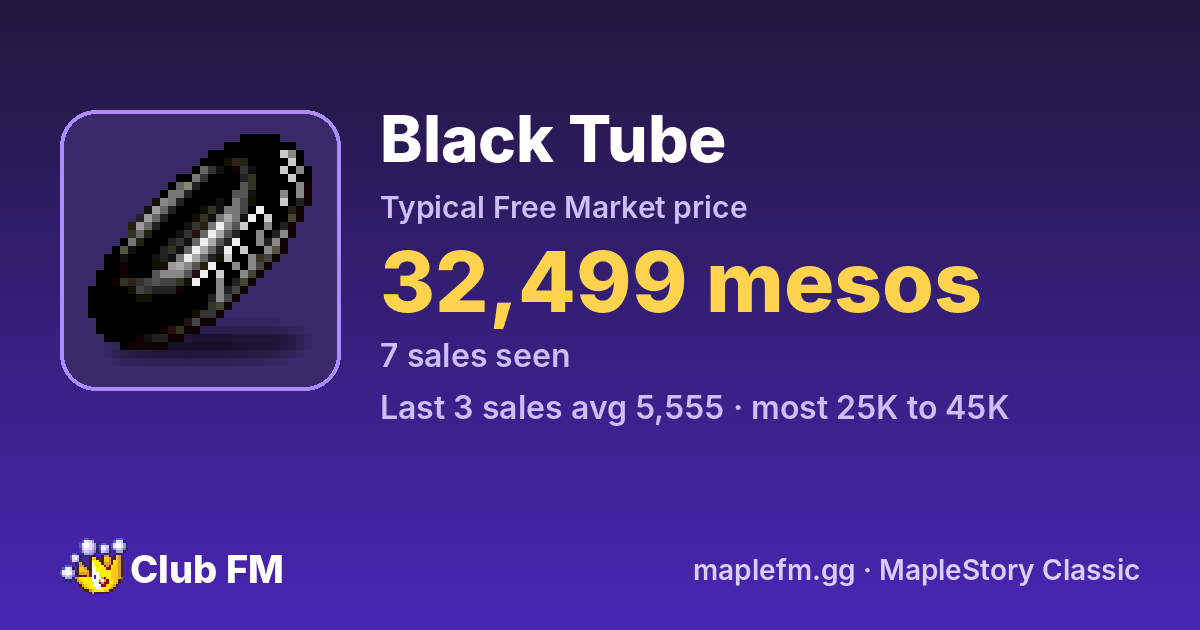 Black Tube
Typical Free Market price
32,499 mesos
7 sales seen
Last 3 sales avg 5,555 · most 25K to 45K
Club FM
maplefm.gg · MapleStory Classic